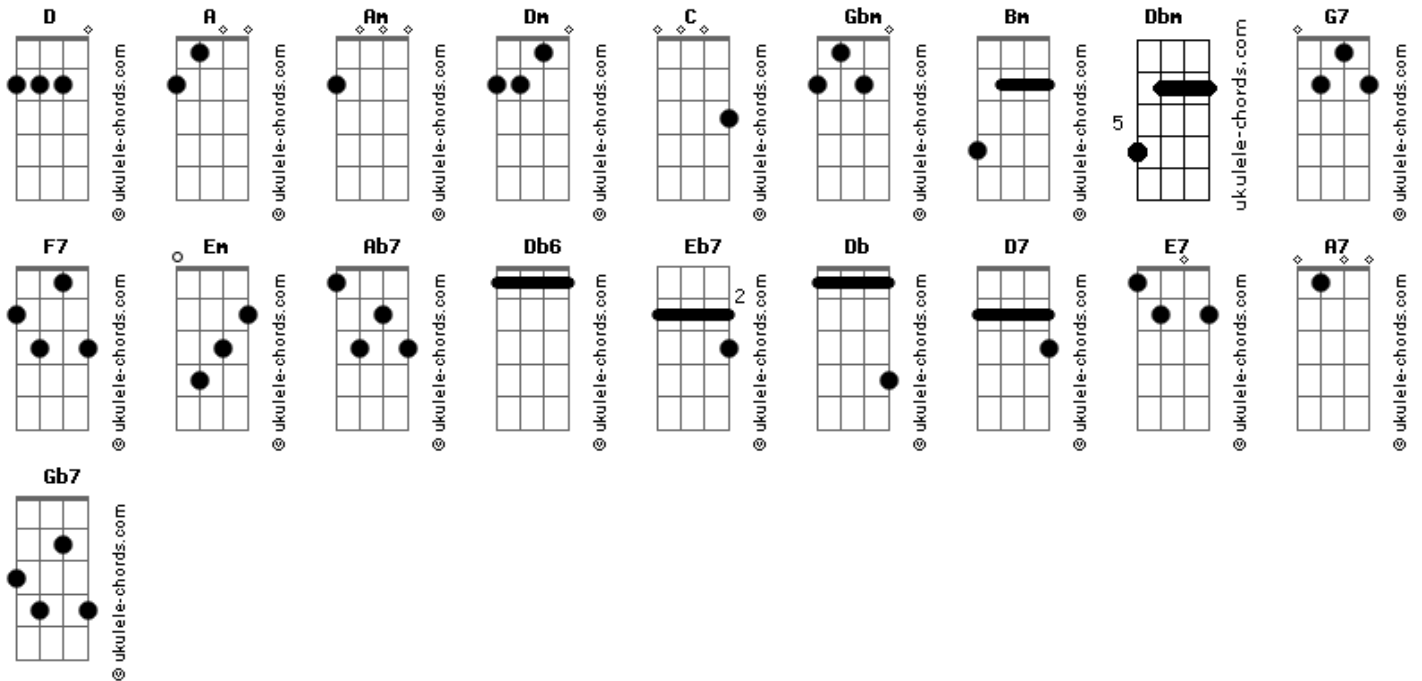 D A Am Dm C Gbm Bm Dbm G7
© ukulele-chords.com © ukulele-chords.com © ukulele-chords.com © ukulele-chords.com © ukulele-chords.com © ukulele-chords.com © ukulele-chords.com ukulele-chords.com © ukulele-chords.com
5
F7 Em Ab7 Db6 Eb7 Db D7 E7 A7
2
© ukulele-chords.com © ukulele-chords.com © ukulele-chords.com © ukulele-chords.com © ukulele-chords.com © ukulele-chords.com © ukulele-chords.com © ukulele-chords.com © ukulele-chords.com
Gb7
© ukulele-chords.com